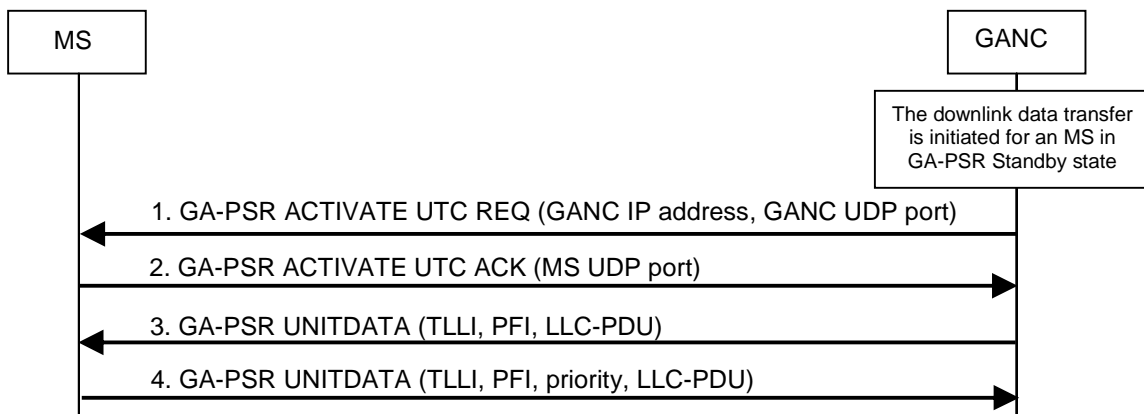 MS
GANC
The downlink data transfer
is initiated for an MS in
GA-PSR Standby state
1. GA-PSR ACTIVATE UTC REQ (GANC IP address, GANC UDP port)
2. GA-PSR ACTIVATE UTC ACK (MS UDP port)
3. GA-PSR UNITDATA (TLLI, PFI, LLC-PDU)
4. GA-PSR UNITDATA (TLLI, PFI, priority, LLC-PDU)